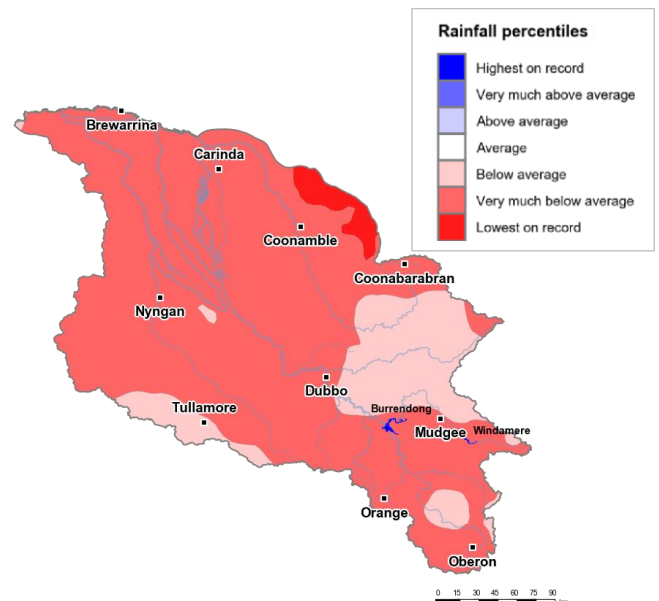 Rainfall percentiles
Highest on record
Very much above average
Above average
Average
Below average
Very much below average
Lowest on record
Brewarrina
Carinda
Coonamble
Coonabarabran
Nyngan
Dubbo
Tullamore
Burrendong
Mudgee
Windamere
Orange
Oberon
0 15 30 45 60 75 90